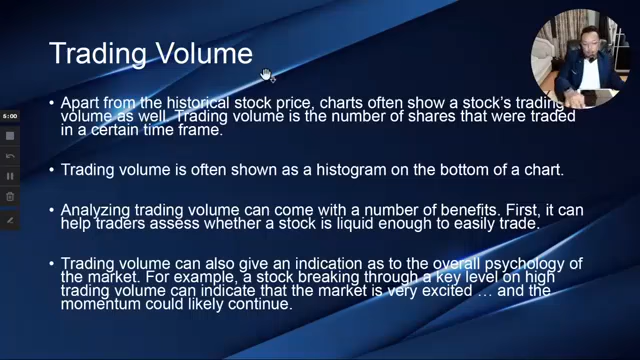 Trading Volume
• Apart from the historical stock price, charts often show a stock's trading
volume as well. Trading volume is the number of shares that were traded
in a certain time frame.
• Trading volume is often shown as a histogram on the bottom of a chart.
• Analyzing trading volume can come with a number of benefits. First, it can
help traders assess whether a stock is liquid enough to easily trade.
• Trading volume can also give an indication as to the overall psychology of
the market. For example, a stock breaking through a key level on high
trading volume can indicate that the market is very excited … and the
momentum could likely continue.